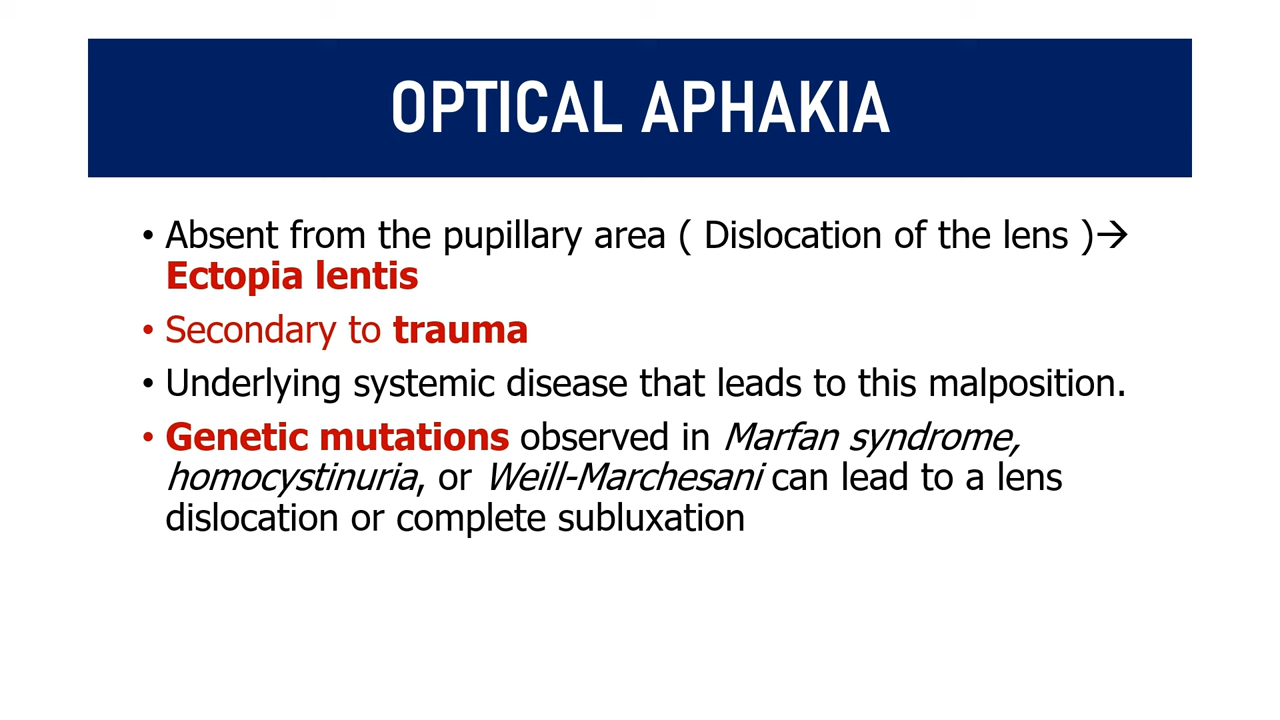 OPTICAL APHAKIA
• Absent from the pupillary area ( Dislocation of the lens )→
Ectopia lentis
• Secondary to trauma
• Underlying systemic disease that leads to this malposition.
• Genetic mutations observed in Marfan syndrome,
homocystinuria, or Weill-Marchesani can lead to a lens
dislocation or complete subluxation